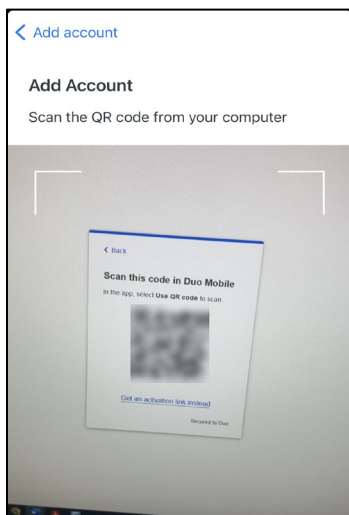 Add account
Add Account
Scan the QR code from your computer
Back
Scan this code in Duo Mobile
In the app, select Use QR code to scan.
Get an activation link instead
Secured by Duo